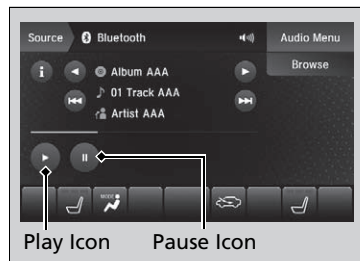 Source
Bluetooth
Audio Menu
Browse
Album AAA
01 Track AAA
Artist AAA
MODE
Play Icon
Pause Icon